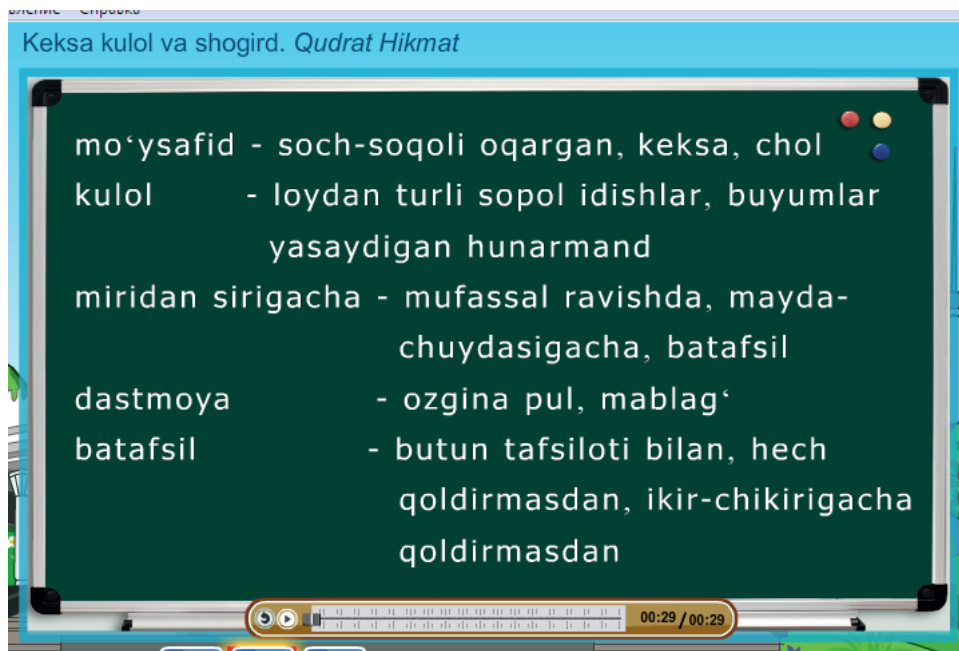 Справка
Keksa kulol va shogird. Qudrat Hikmat
mo‘ysafid - soch-soqoli oqargan, keksa, chol
kulol - loydan turli sopol idishlar, buyumlar
yasaydigan hunarmand
miridan sirigacha - mufassal ravishda, mayda-
chuydasigacha, batafsil
dastmoya - ozgina pul, mablag‘
batafsil - butun tafsiloti bilan, hech
qoldirmasdan, ikir-chikirigacha
qoldirmasdan
00:29/00:29